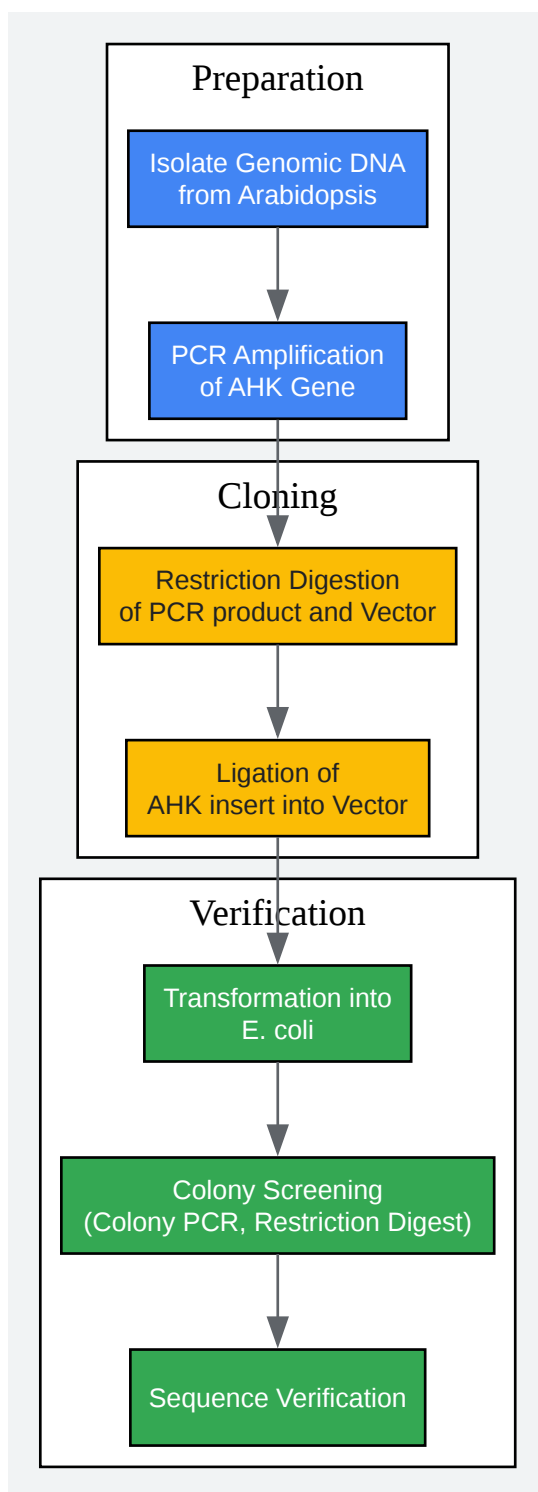 Preparation
Isolate Genomic DNA
from Arabidopsis
PCR Amplification
of AHK Gene
Cloning
Restriction Digestion
of PCR product and Vector
Ligation of
AHK insert into Vector
Verification
Transformation into
E. coli
Colony Screening
(Colony PCR, Restriction Digest)
Sequence Verification